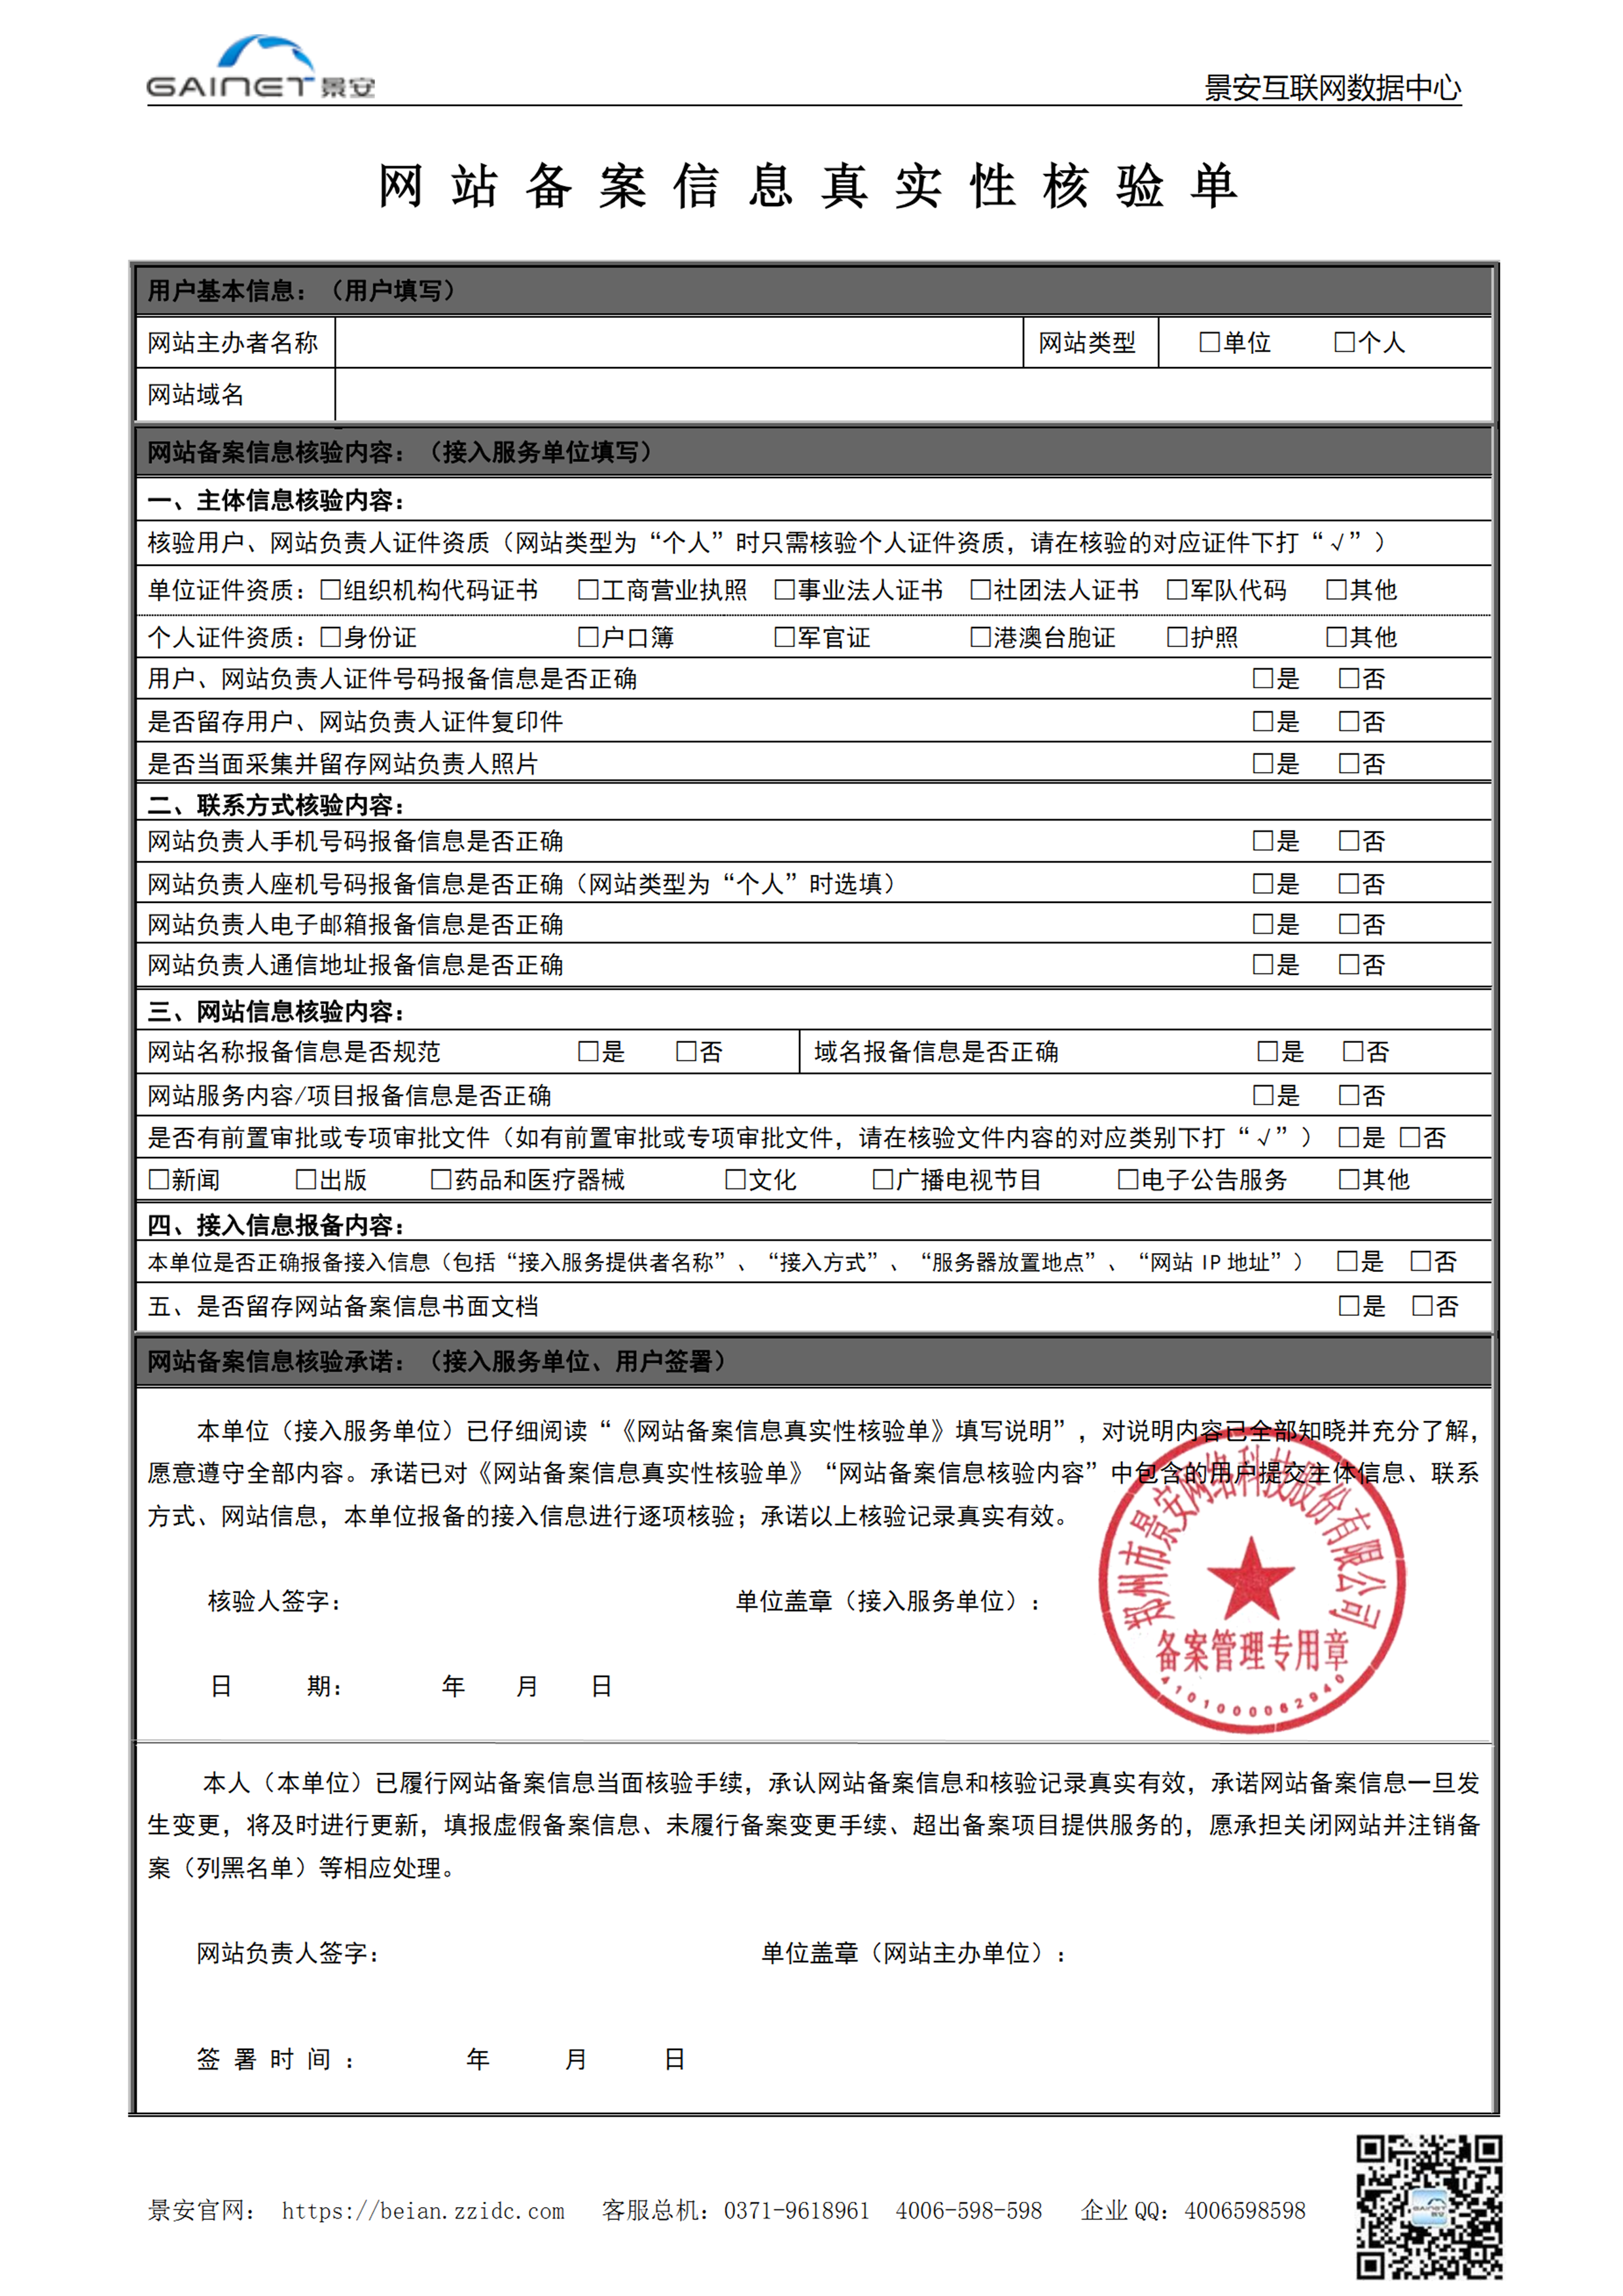 GAINET 景安
景安互联网数据中心
网站备案信息真实性核验单
用户基本信息：（用户填写）
网站主办者名称 网站类型 □单位 □个人
网站域名
网站备案信息核验内容：（接入服务单位填写）
一、主体信息核验内容：
核验用户、网站负责人证件资质（网站类型为“个人”时只需核验个人证件资质，请在核验的对应证件下打“√”）
单位证件资质：□组织机构代码证书 □工商营业执照 □事业法人证书 □社团法人证书 □军队代码 □其他
个人证件资质：□身份证 □户口簿 □军官证 □港澳台胞证 □护照 □其他
用户、网站负责人证件号码报备信息是否正确 □是 □否
是否留存用户、网站负责人证件复印件 □是 □否
是否当面采集并留存网站负责人照片 □是 □否
二、联系方式核验内容：
网站负责人手机号码报备信息是否正确 □是 □否
网站负责人座机号码报备信息是否正确（网站类型为“个人”时选填） □是 □否
网站负责人电子邮箱报备信息是否正确 □是 □否
网站负责人通信地址报备信息是否正确 □是 □否
三、网站信息核验内容：
网站名称报备信息是否规范 □是 □否 域名报备信息是否正确 □是 □否
网站服务内容/项目报备信息是否正确 □是 □否
是否有前置审批或专项审批文件（如有前置审批或专项审批文件，请在核验文件内容的对应类别下打“√”） □是 □否
□新闻 □出版 □药品和医疗器械 □文化 □广播电视节目 □电子公告服务 □其他
四、接入信息报备内容：
本单位是否正确报备接入信息（包括“接入服务提供者名称”、“接入方式”、“服务器放置地点”、“网站 IP 地址”） □是 □否
五、是否留存网站备案信息书面文档 □是 □否
网站备案信息核验承诺：（接入服务单位、用户签署）
本单位（接入服务单位）已仔细阅读“《网站备案信息真实性核验单》填写说明”，对说明内容已全部知晓并充分了解，
愿意遵守全部内容。承诺已对《网站备案信息真实性核验单》“网站备案信息核验内容”中包含的用户提交主体信息、联系
方式、网站信息，本单位报备的接入信息进行逐项核验；承诺以上核验记录真实有效。
核验人签字： 单位盖章（接入服务单位）：
郑州市景安网络科技股份有限公司
备案管理专用章
4101000062940
日 期： 年 月 日
本人（本单位）已履行网站备案信息当面核验手续，承认网站备案信息和核验记录真实有效，承诺网站备案信息一旦发
生变更，将及时进行更新，填报虚假备案信息、未履行备案变更手续、超出备案项目提供服务的，愿承担关闭网站并注销备
案（列黑名单）等相应处理。
网站负责人签字： 单位盖章（网站主办单位）：
签署时间： 年 月 日
景安官网： https://beian.zzidc.com 客服总机：0371-9618961 4006-598-598 企业 QQ：4006598598
GAINET
景安